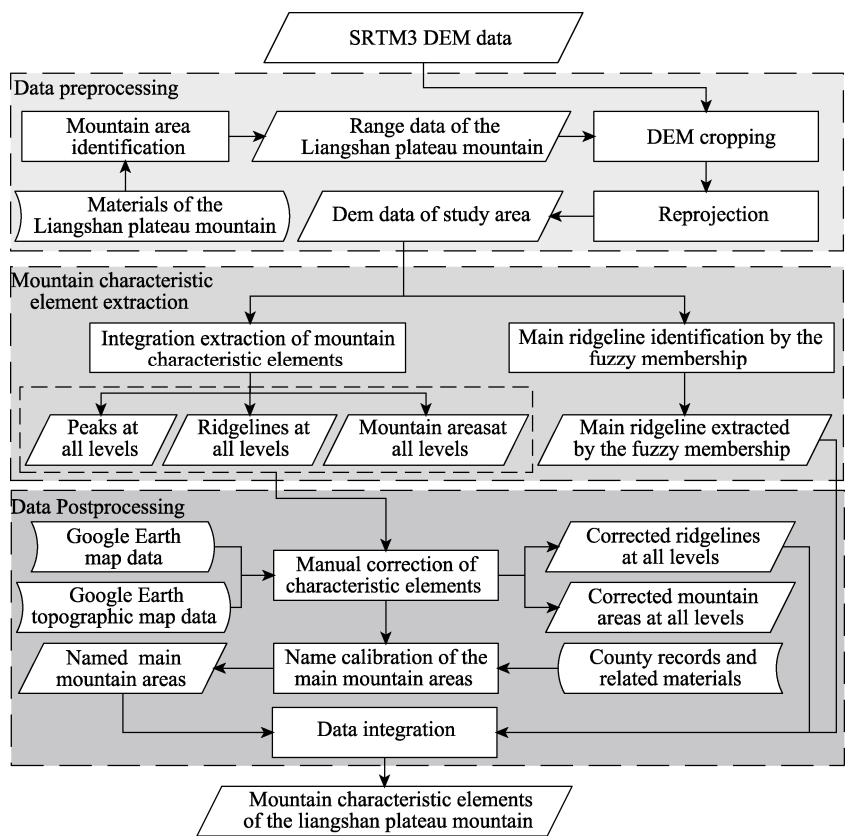 SRTM3 DEM data
Data preprocessing
Mountain area
identification
Range data of the
Liangshan plateau mountain
DEM cropping
Materials of the
Liangshan plateau mountain
Dem data of study area
Reprojection
Mountain characteristic
element extraction
Integration extraction of mountain
characteristic elements
Main ridgeline identification by the
fuzzy membership
Peaks at
all levels
Ridgelines at
all levels
Mountain areasat
all levels
Main ridgeline extracted
by the fuzzy membership
Data Postprocessing
Google Earth
map data
Manual correction of
characteristic elements
Corrected ridgelines
at all levels
Google Earth
topographic map data
Corrected mountain
areas at all levels
Named main
mountain areas
Name calibration of the
main mountain areas
County records and
related materials
Data integration
Mountain characteristic elements
of the liangshan plateau mountain